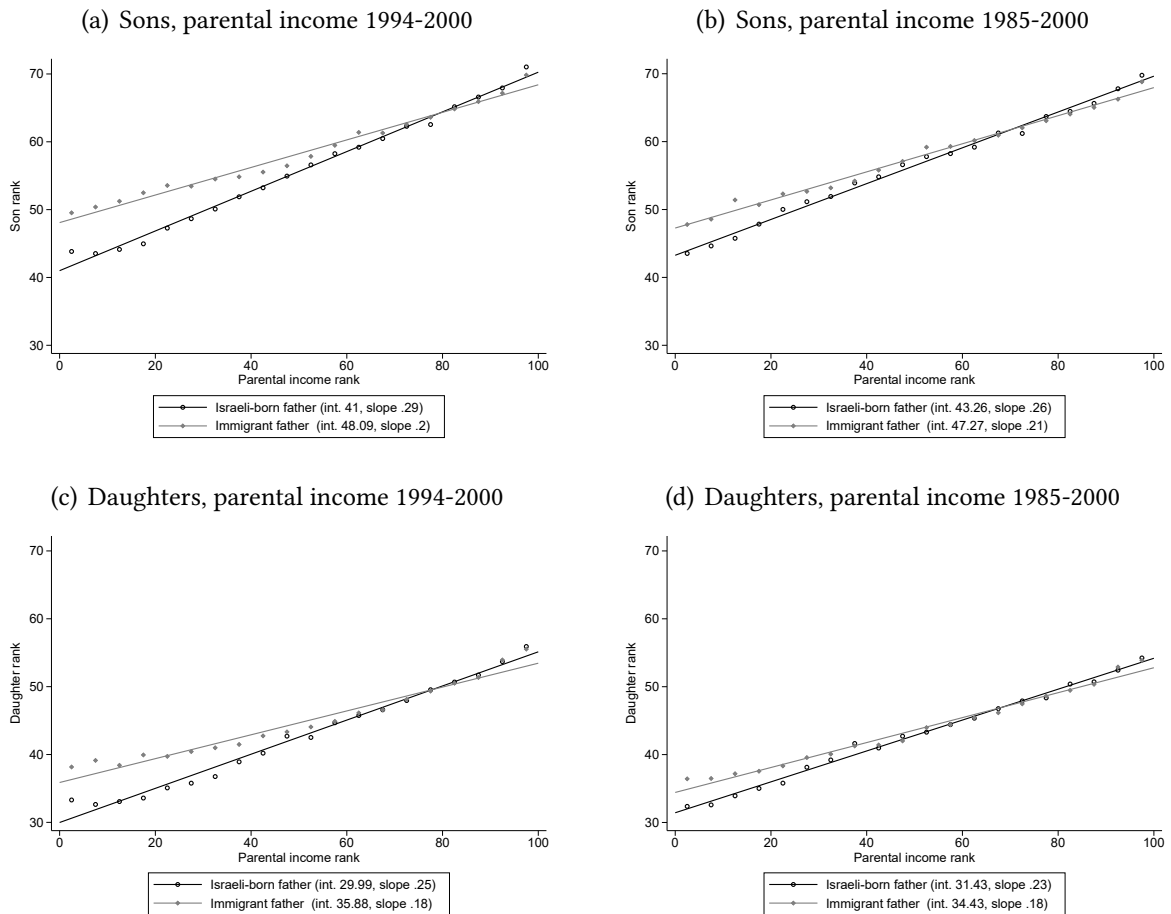 (a) Sons, parental income 1994-2000
70
60
50
40
30
Son rank
0 20 40 60 80 100
Parental income rank
Israeli-born father (int. 41, slope .29)
Immigrant father (int. 48.09, slope .2)
(b) Sons, parental income 1985-2000
70
60
50
40
30
Son rank
0 20 40 60 80 100
Parental income rank
Israeli-born father (int. 43.26, slope .26)
Immigrant father (int. 47.27, slope .21)
(c) Daughters, parental income 1994-2000
70
60
50
40
30
Daughter rank
0 20 40 60 80 100
Parental income rank
Israeli-born father (int. 29.99, slope .25)
Immigrant father (int. 35.88, slope .18)
(d) Daughters, parental income 1985-2000
70
60
50
40
30
Daughter rank
0 20 40 60 80 100
Parental income rank
Israeli-born father (int. 31.43, slope .23)
Immigrant father (int. 34.43, slope .18)